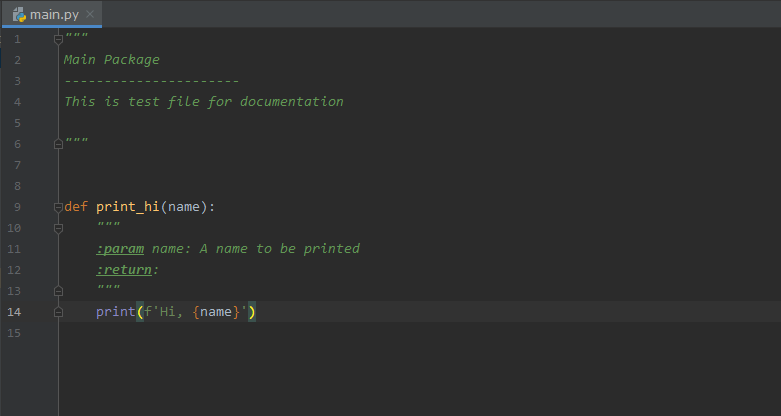 main.py
1 """
2 Main Package
3 ----------------------
4 This is test file for documentation
5
6 """
7
8
9 def print_hi(name):
10     """
11     :param name: A name to be printed
12     :return:
13     """
14     print(f'Hi, {name}')
15